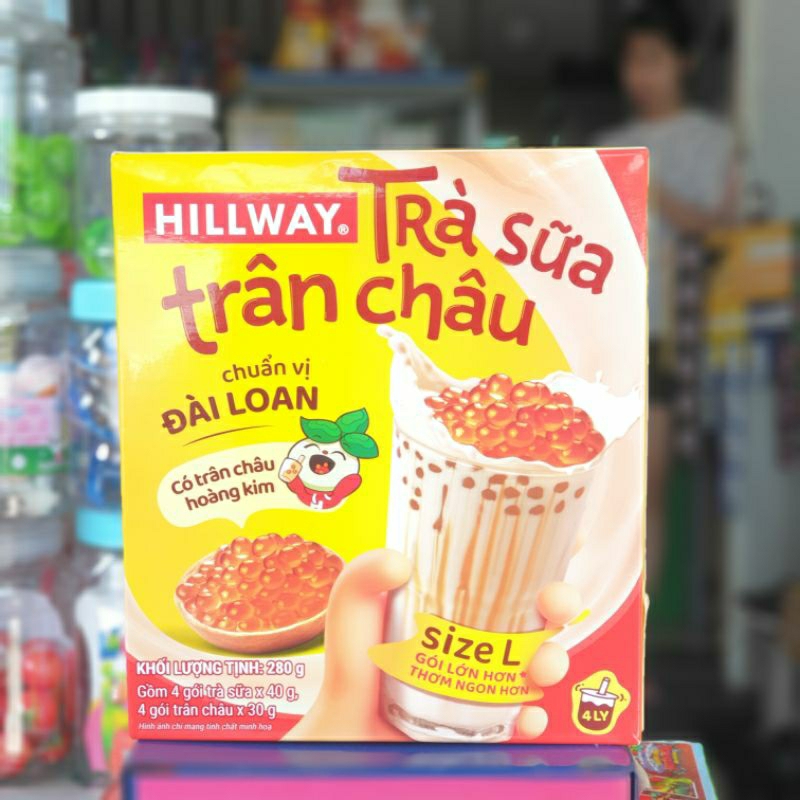 HILLWAY®
Trà sữa
trân châu
chuẩn vị
ĐÀI LOAN
Có trân châu
hoàng kim
size L
GÓI LỚN HƠN
THƠM NGON HƠN
KHỐI LƯỢNG TỊNH: 280 g
Gồm 4 gói trà sữa x 40 g,
4 gói trân châu x 30 g
Hình ảnh chỉ mang tính chất minh hoạ
4 LY